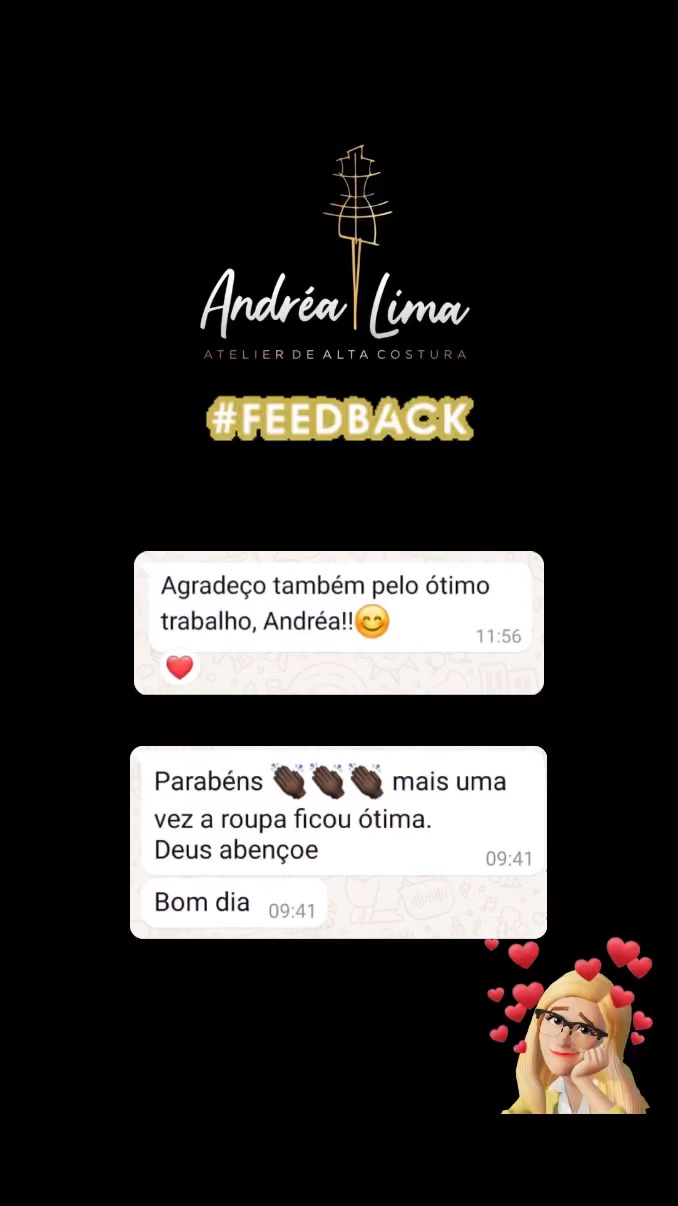 Andréa Lima
ATELIER DE ALTA COSTURA
#FEEDBACK
Agradeço também pelo ótimo
trabalho, Andréa!!😊
11:56
❤️
Parabéns 👏🏿👏🏿👏🏿 mais uma
vez a roupa ficou ótima.
Deus abençoe
09:41
Bom dia 09:41